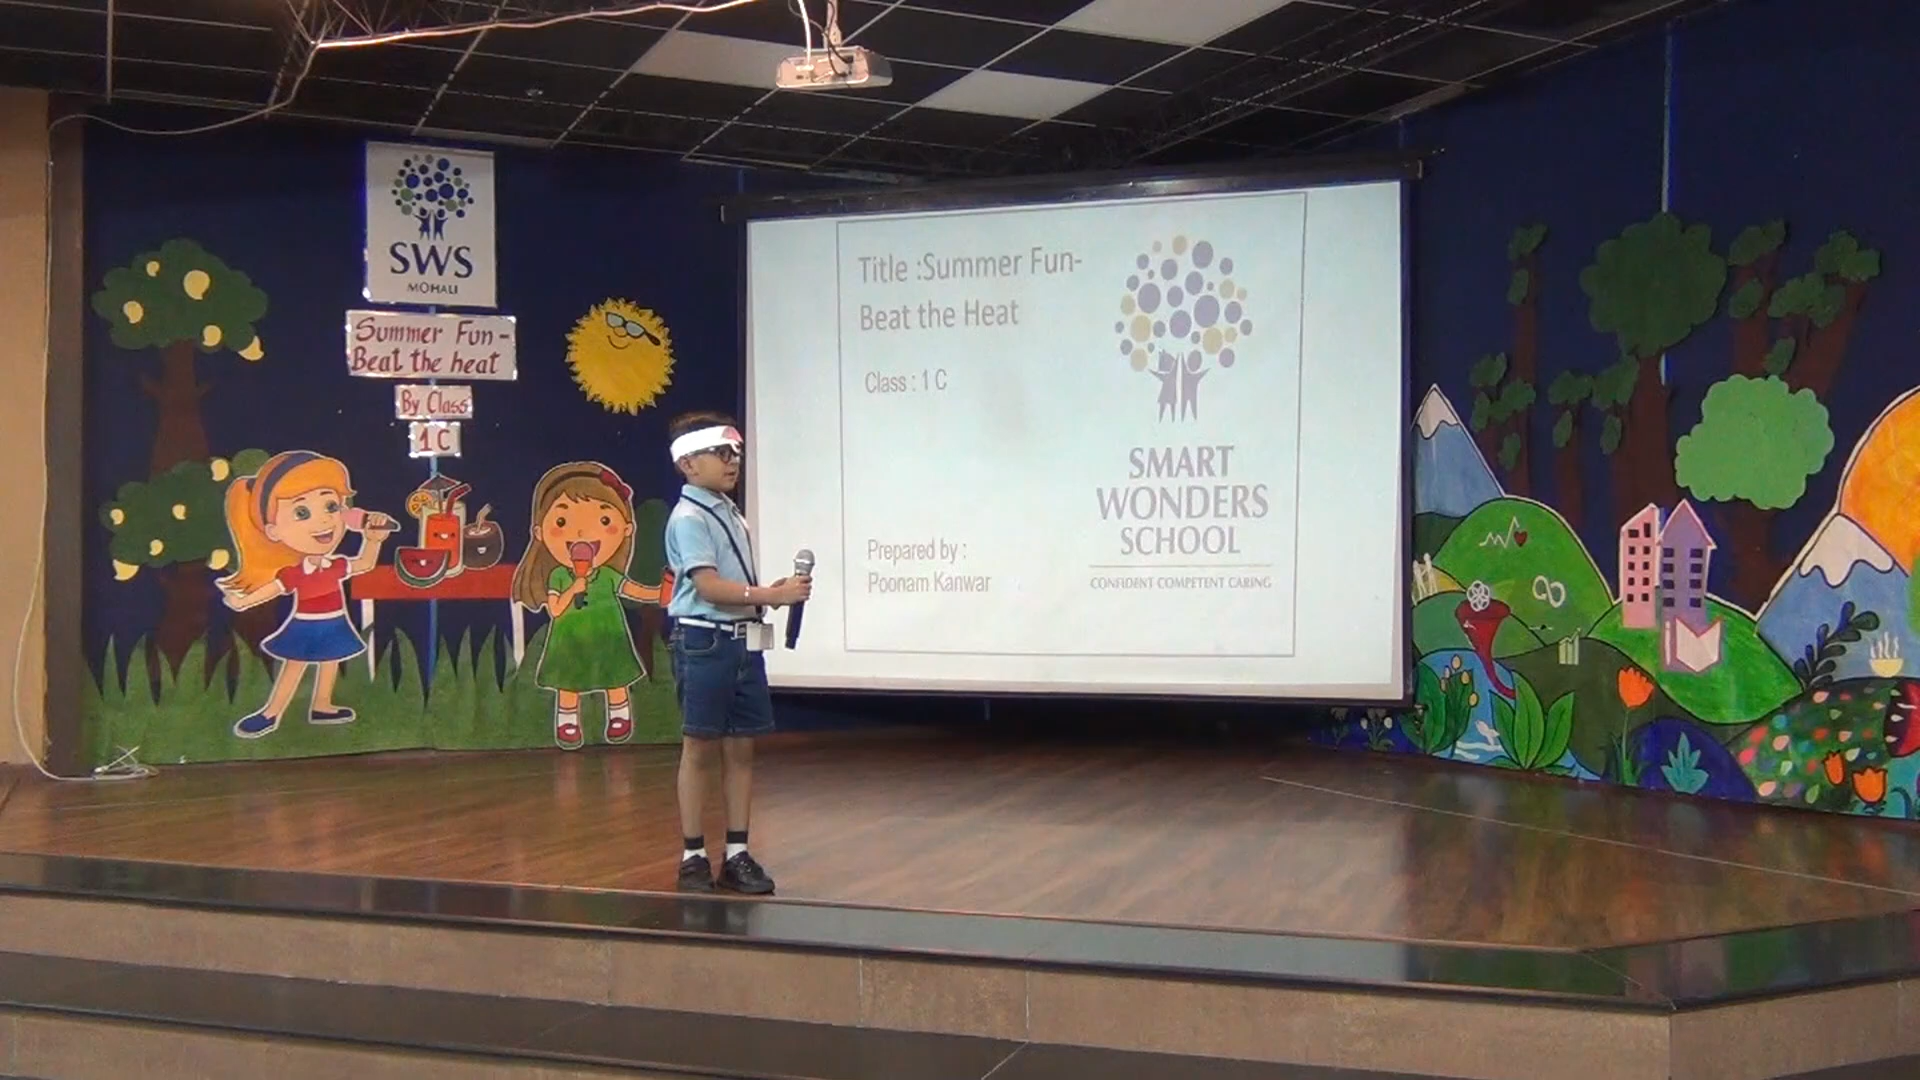 SWS
MOHALI
Summer Fun -
Beat the heat
By Class
1 C
Title :Summer Fun-
Beat the Heat
Class : 1 C
Prepared by :
Poonam Kanwar
SMART
WONDERS
SCHOOL
CONFIDENT COMPETENT CARING